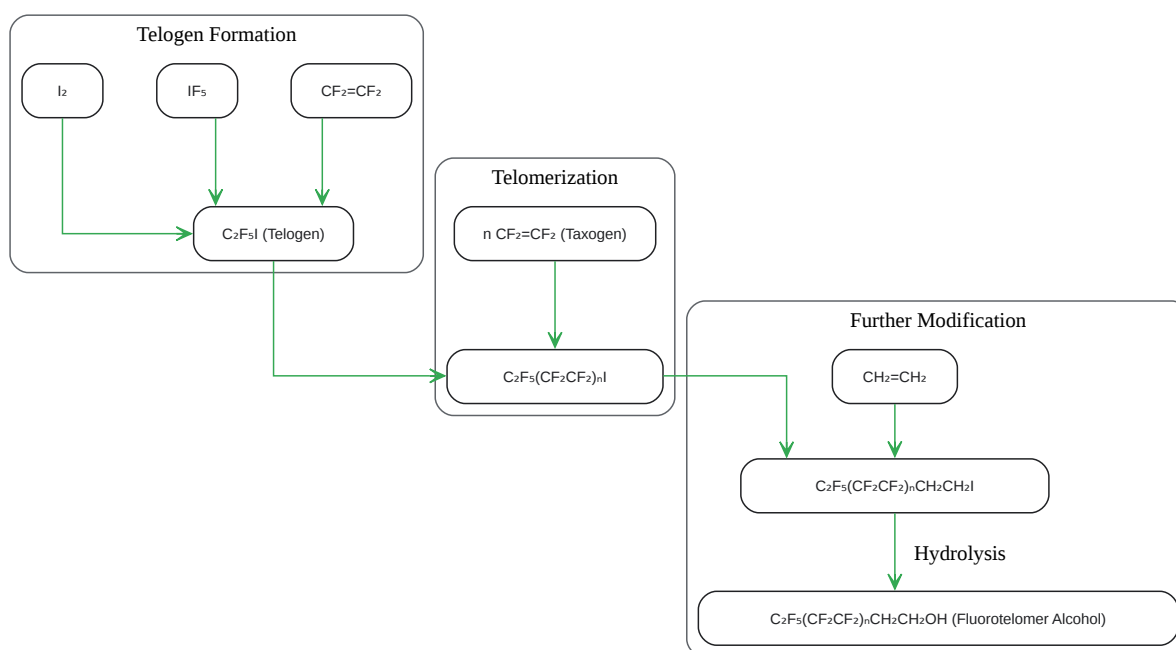 Telogen Formation
I₂
IF₅
CF₂=CF₂
C₂F₅I (Telogen)
Telomerization
n CF₂=CF₂ (Taxogen)
C₂F₅(CF₂CF₂)ₙI
Further Modification
CH₂=CH₂
C₂F₅(CF₂CF₂)ₙCH₂CH₂I
Hydrolysis
C₂F₅(CF₂CF₂)ₙCH₂CH₂OH (Fluorotelomer Alcohol)